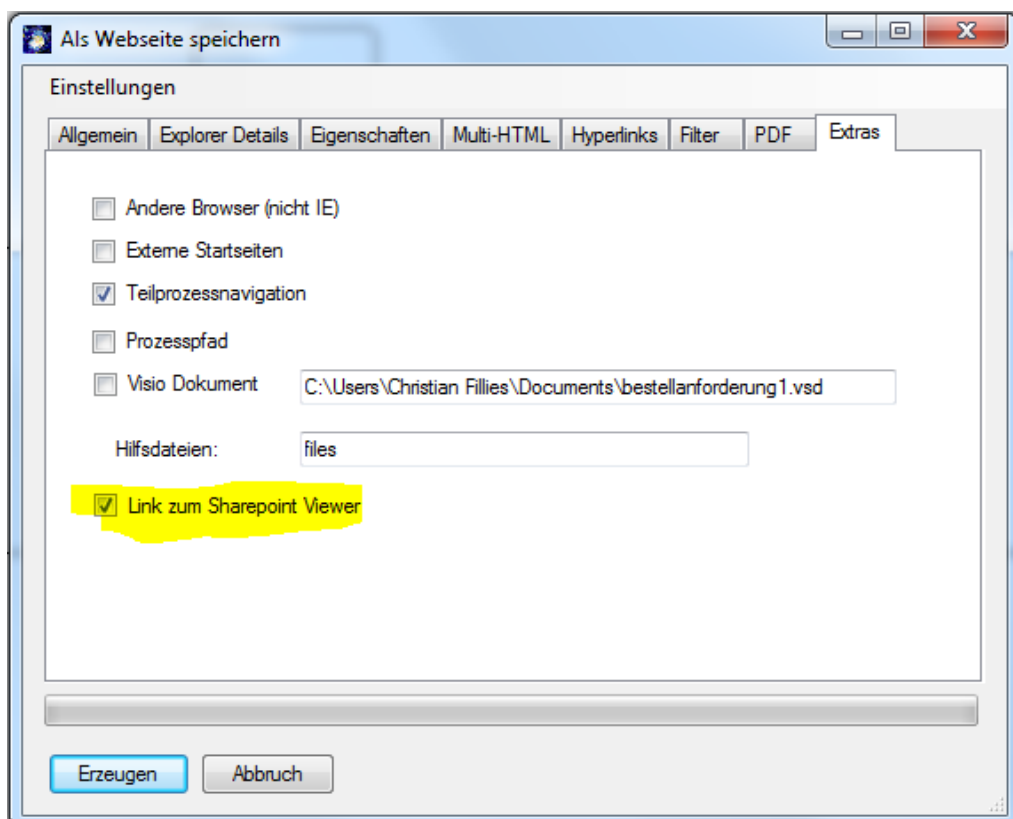 Als Webseite speichern
Einstellungen
Allgemein Explorer Details Eigenschaften Multi-HTML Hyperlinks Filter PDF Extras
Andere Browser (nicht IE)
Externe Startseiten
Teilprozessnavigation
Prozesspfad
Visio Dokument C:\Users\Christian Fillies\Documents\bestellanforderung1.vsd
Hilfsdateien: files
Link zum Sharepoint Viewer
Erzeugen Abbruch